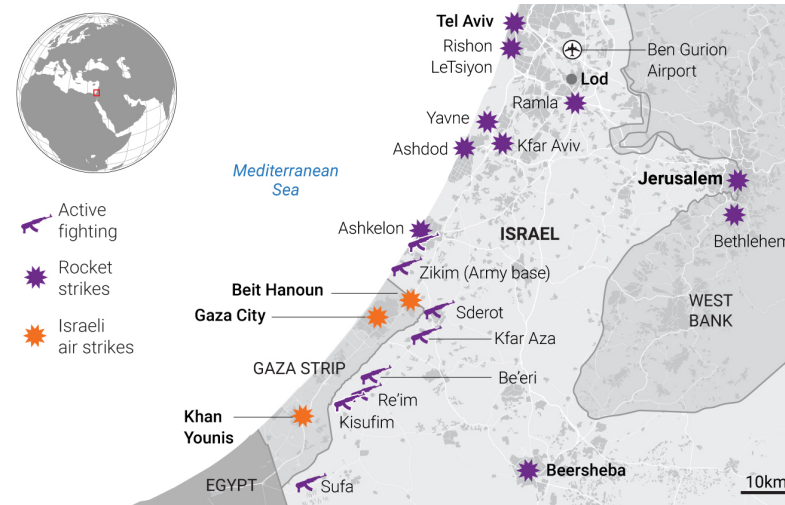 Tel Aviv
Rishon
LeTsiyon
Ben Gurion
Airport
Lod
Ramla
Yavne
Ashdod
Kfar Aviv
Mediterranean
Sea
Jerusalem
Active
fighting
Ashkelon
ISRAEL
Bethlehem
Rocket
strikes
Zikim (Army base)
Beit Hanoun
Gaza City
Sderot
WEST
BANK
Israeli
air strikes
Kfar Aza
GAZA STRIP
Be'eri
Re'im
Khan
Younis
Kisufim
Beersheba
EGYPT
Sufa
10km